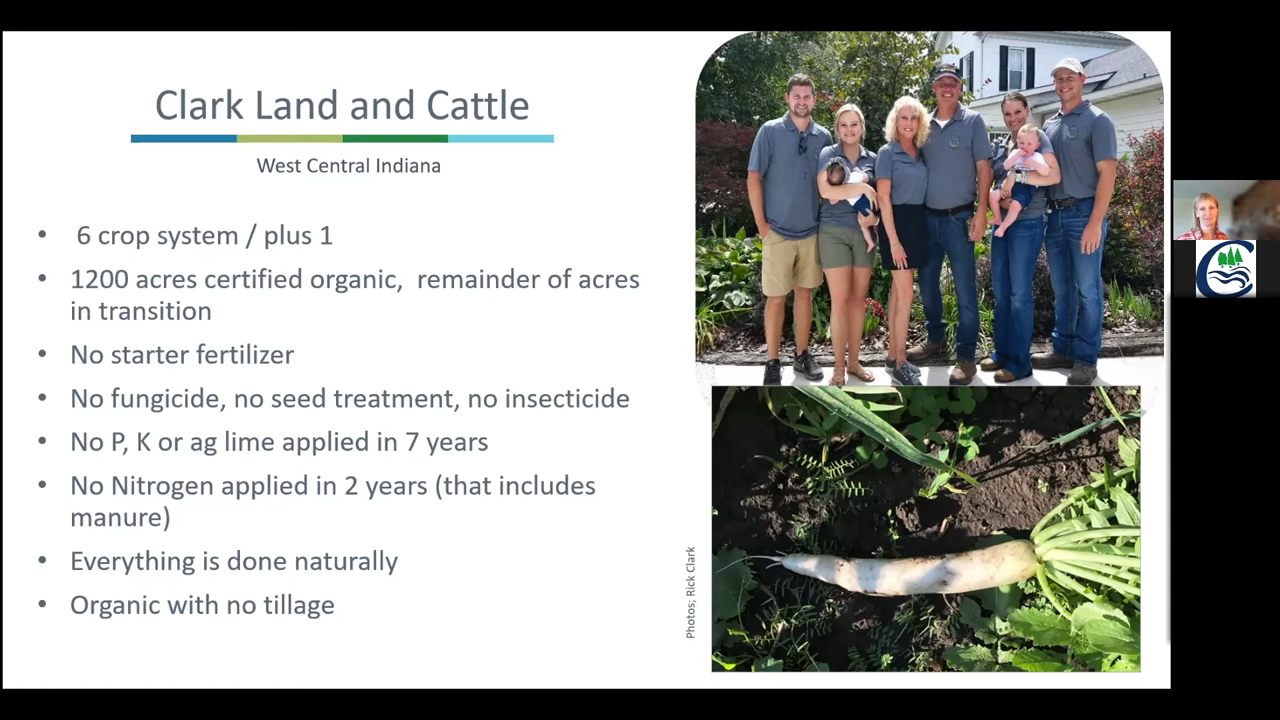 Clark Land and Cattle
West Central Indiana
• 6 crop system / plus 1
• 1200 acres certified organic, remainder of acres
in transition
• No starter fertilizer
• No fungicide, no seed treatment, no insecticide
• No P, K or ag lime applied in 7 years
• No Nitrogen applied in 2 years (that includes
manure)
• Everything is done naturally
• Organic with no tillage
Photos; Rick Clark